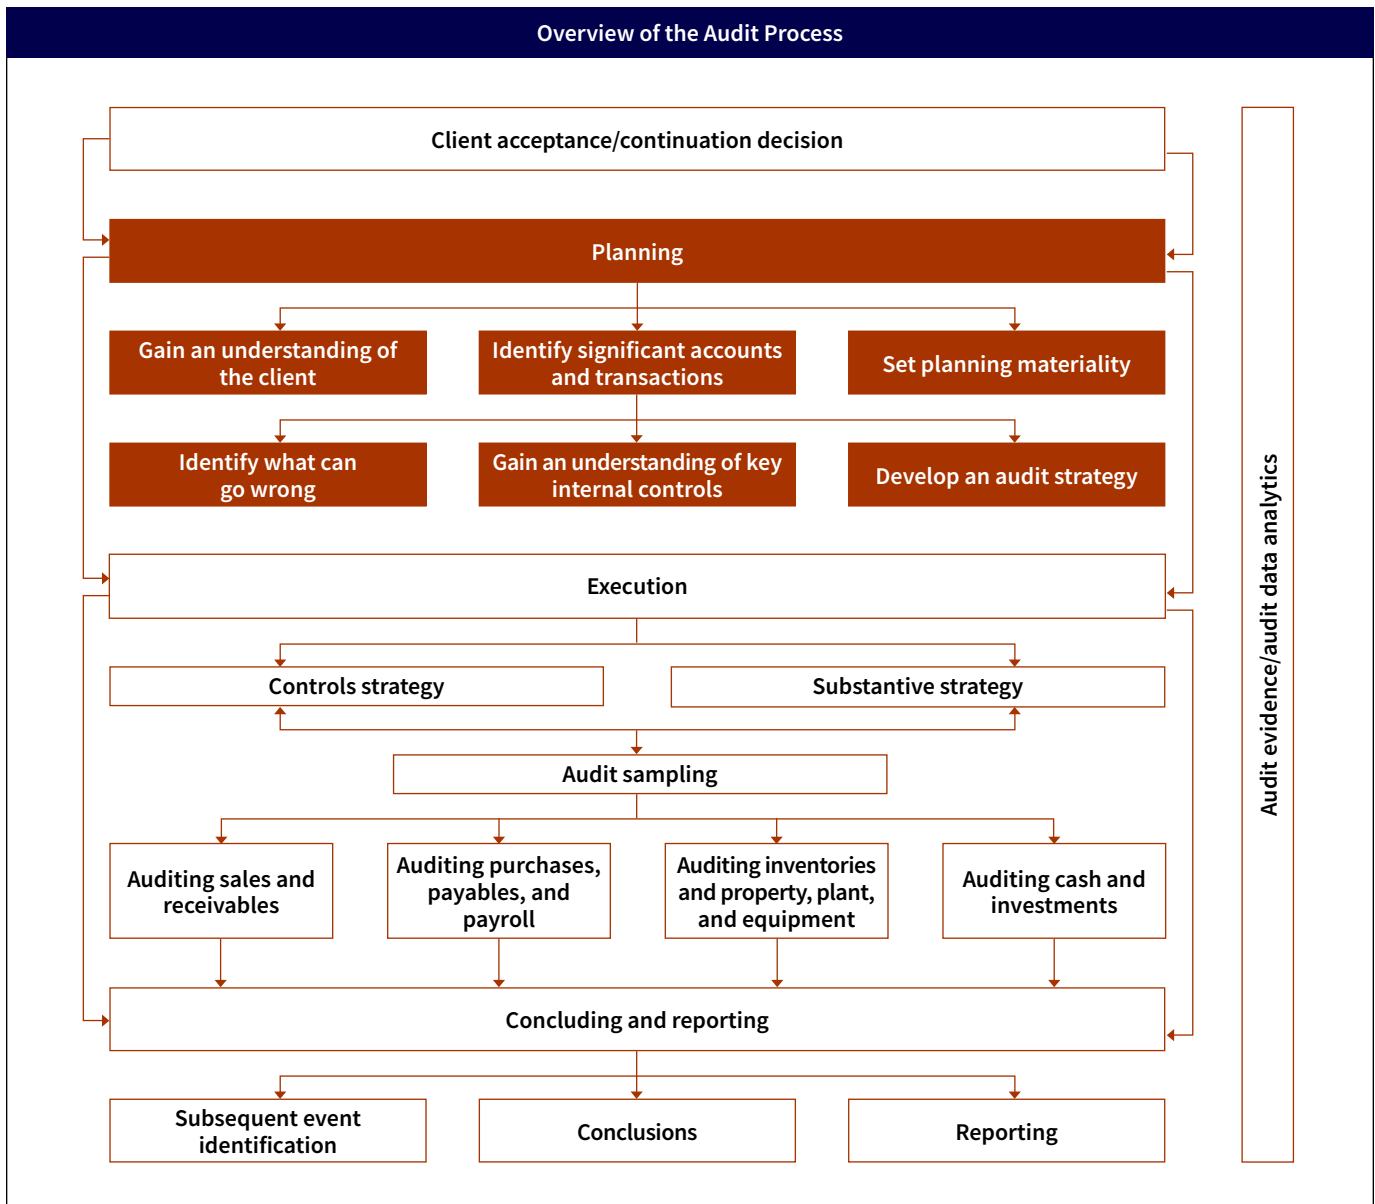 Overview of the Audit Process
Client acceptance/continuation decision
Planning
Gain an understanding of
the client
Identify significant accounts
and transactions
Set planning materiality
Identify what can
go wrong
Gain an understanding of key
internal controls
Develop an audit strategy
Execution
Controls strategy
Substantive strategy
Audit sampling
Auditing sales and
receivables
Auditing purchases,
payables, and
payroll
Auditing inventories
and property, plant,
and equipment
Auditing cash and
investments
Concluding and reporting
Subsequent event
identification
Conclusions
Reporting
Audit evidence/audit data analytics